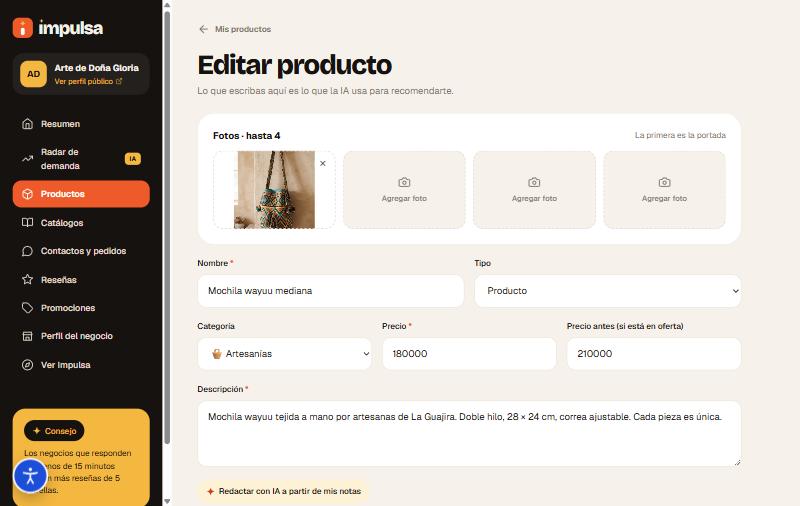 impulsa
AD
Arte de Doña Gloria
Ver perfil público
Resumen
Radar de
demanda
IA
Productos
Catálogos
Contactos y pedidos
Reseñas
Promociones
Perfil del negocio
Ver Impulsa
Consejo
Los negocios que responden
enos de 15 minutos
n más reseñas de 5
ellas.
Mis productos
Editar producto
Lo que escribas aquí es lo que la IA usa para recomendarte.
Fotos · hasta 4
La primera es la portada
Agregar foto
Agregar foto
Agregar foto
Nombre *
Tipo
Mochila wayuu mediana
Producto
Categoría
Precio *
Precio antes (si está en oferta)
Artesanías
180000
210000
Descripción *
Mochila wayuu tejida a mano por artesanas de La Guajira. Doble hilo, 28 × 24 cm, correa ajustable. Cada pieza es única.
Redactar con IA a partir de mis notas